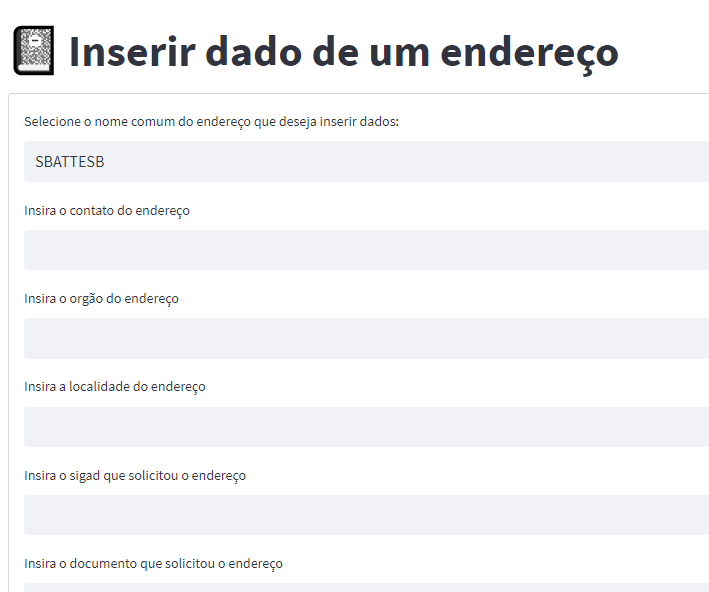 Inserir dado de um endereço
Selecione o nome comum do endereço que deseja inserir dados:
SBATTESB
Insira o contato do endereço
Insira o orgão do endereço
Insira a localidade do endereço
Insira o sigad que solicitou o endereço
Insira o documento que solicitou o endereço